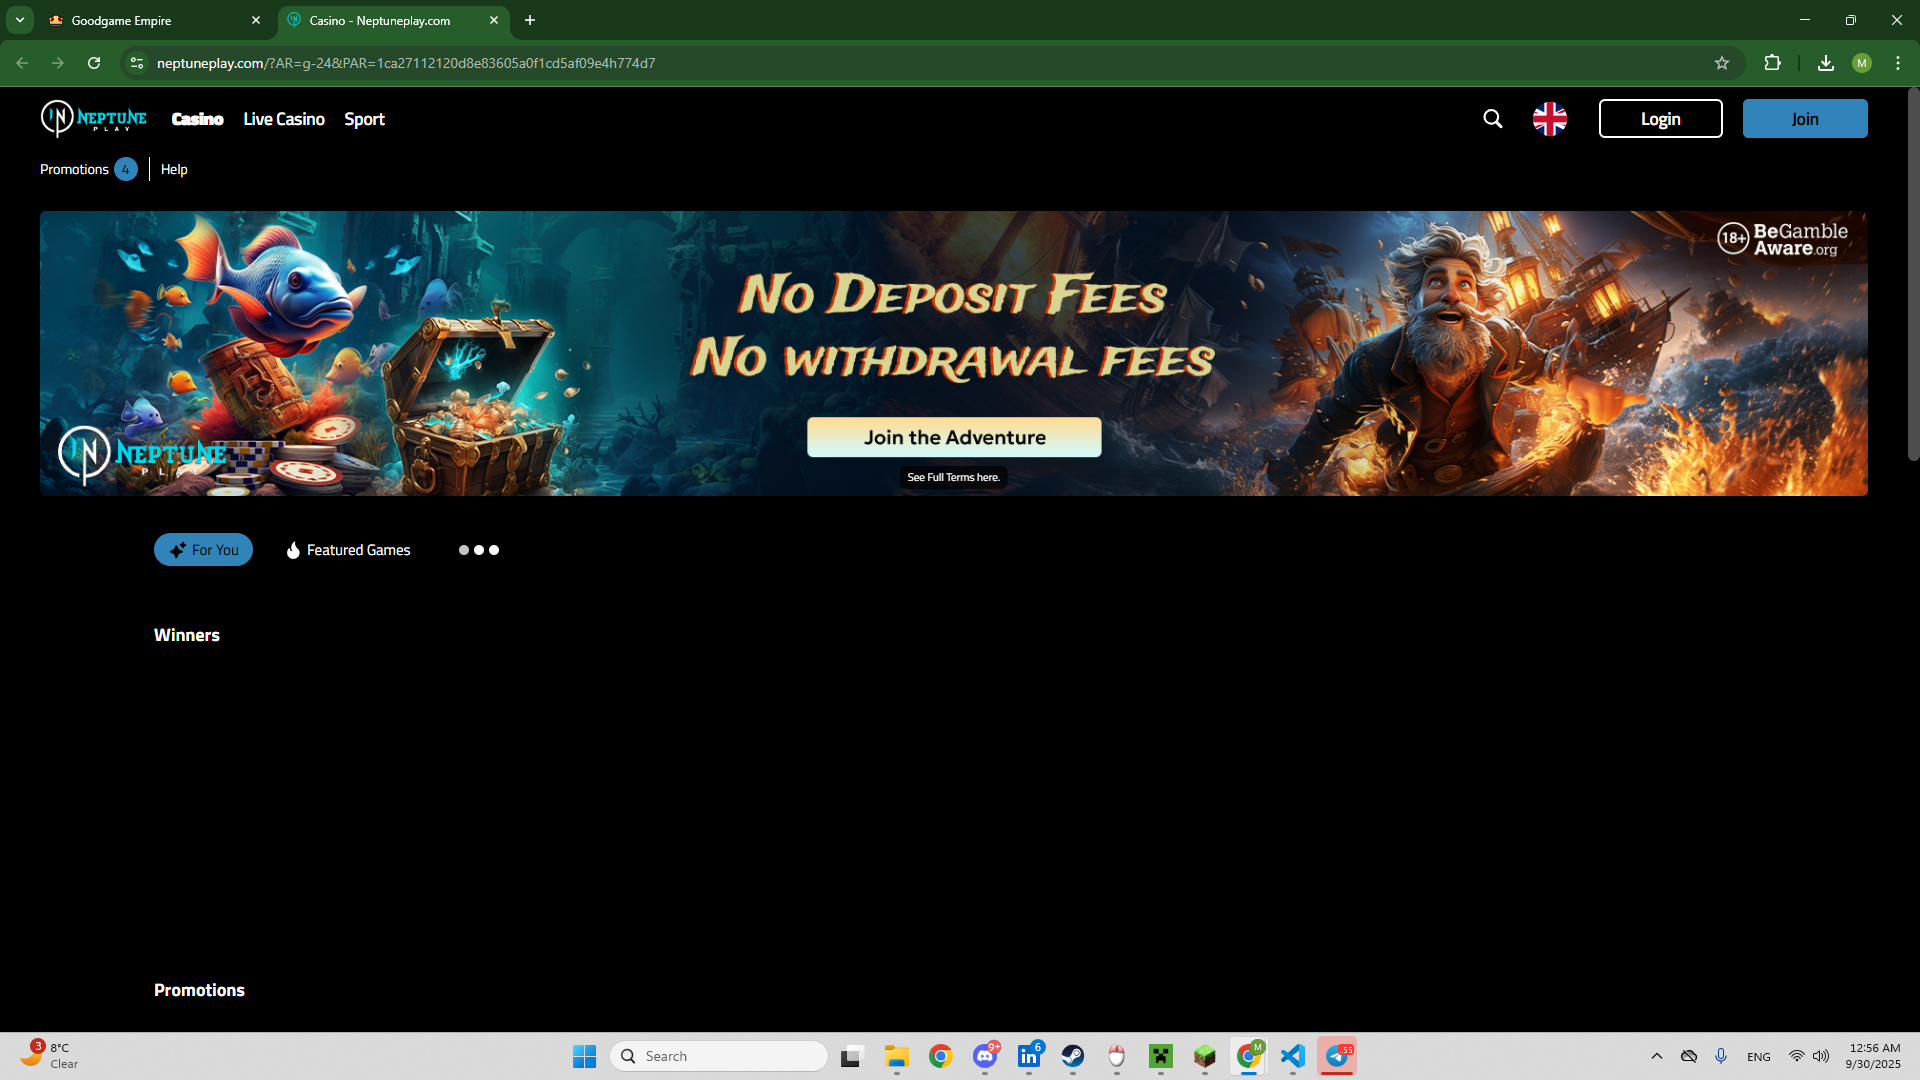 Goodgame Empire
Casino - Neptuneplay.com
neptuneplay.com/?AR=g-24&PAR=1ca27112120d8e83605a0f1cd5af09e4h774d7
M
NEPTUNE
PLAY
Casino
Live Casino
Sport
Login
Join
Promotions 4
Help
18+ BeGamble
Aware.org
No Deposit Fees
No withdrawal fees
Join the Adventure
See Full Terms here.
NEPTUNE
PLAY
For You
Featured Games
Winners
Promotions
3
8°C
Clear
Search
9+
6
M
55
ENG
12:56 AM
9/30/2025